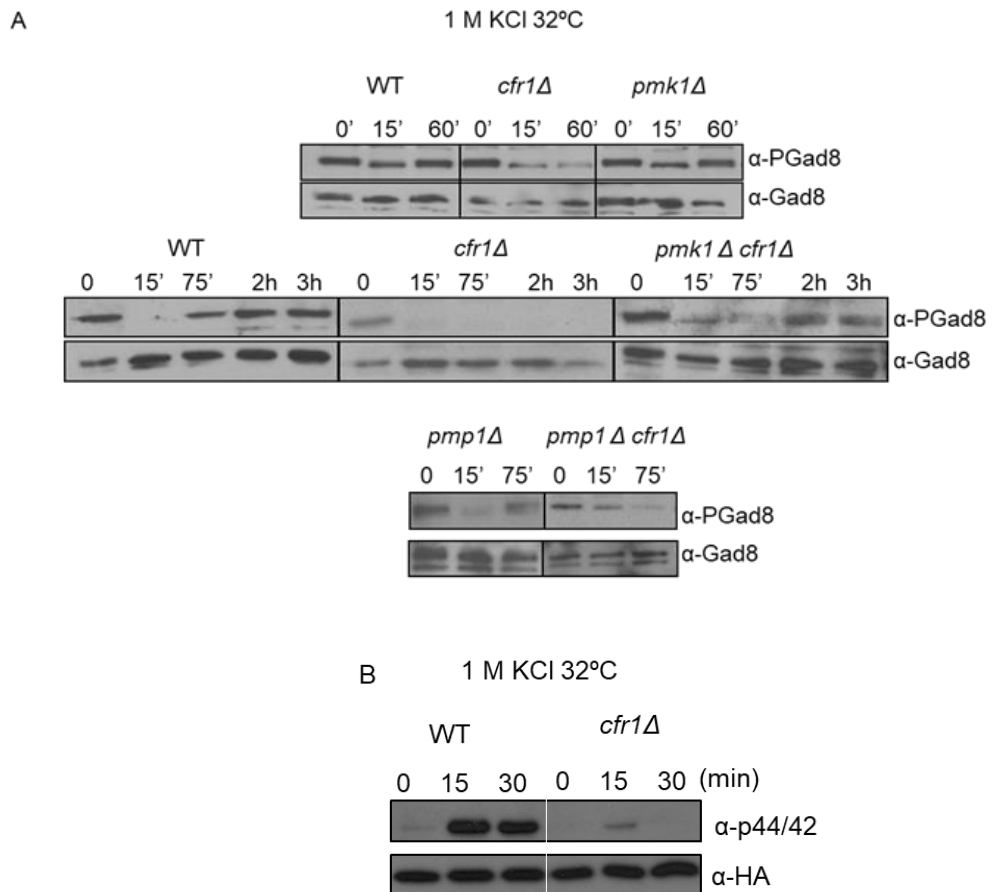 A 1 M KCl 32ºC
WT cfr1Δ pmk1Δ
0’ 15’ 60’ 0’ 15’ 60’ 0’ 15’ 60’
α-PGad8
α-Gad8
WT cfr1Δ pmk1 Δ cfr1Δ
0 15’ 75’ 2h 3h 0 15’ 75’ 2h 3h 0 15’ 75’ 2h 3h
α-PGad8
α-Gad8
pmp1Δ pmp1 Δ cfr1Δ
0 15’ 75’ 0 15’ 75’
α-PGad8
α-Gad8
B 1 M KCl 32ºC
WT cfr1Δ
0 15 30 0 15 30 (min)
α-p44/42
α-HA